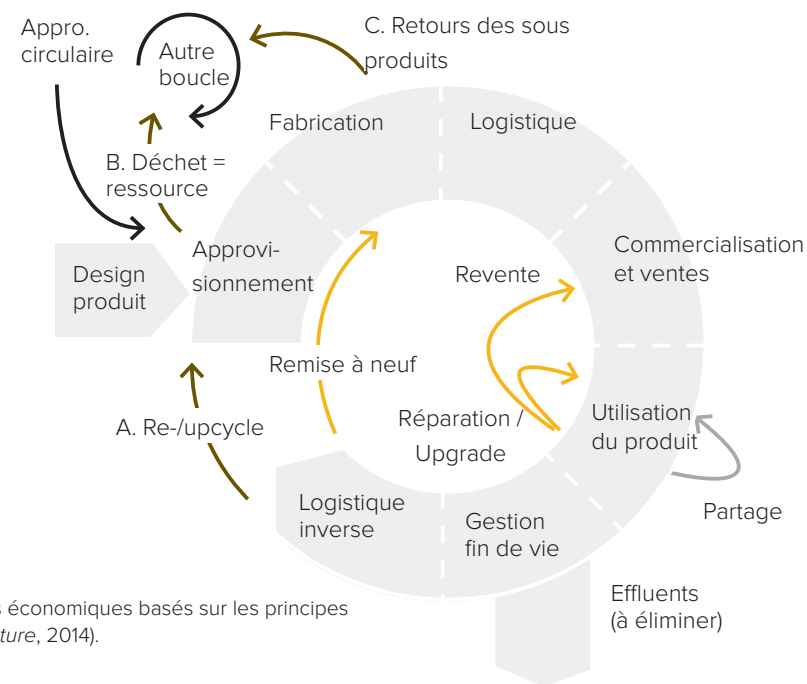 Appro.
circulaire
Autre
boucle
C. Retours des sous
produits
Fabrication
Logistique
B. Déchet =
ressource
Approvi-
sionnement
Design
produit
Commercialisation
et ventes
Revente
Remise à neuf
A. Re-/upcycle
Réparation /
Upgrade
Utilisation
du produit
Partage
Logistique
inverse
Gestion
fin de vie
Effluents
(à éliminer)
s économiques basés sur les principes
ture, 2014).